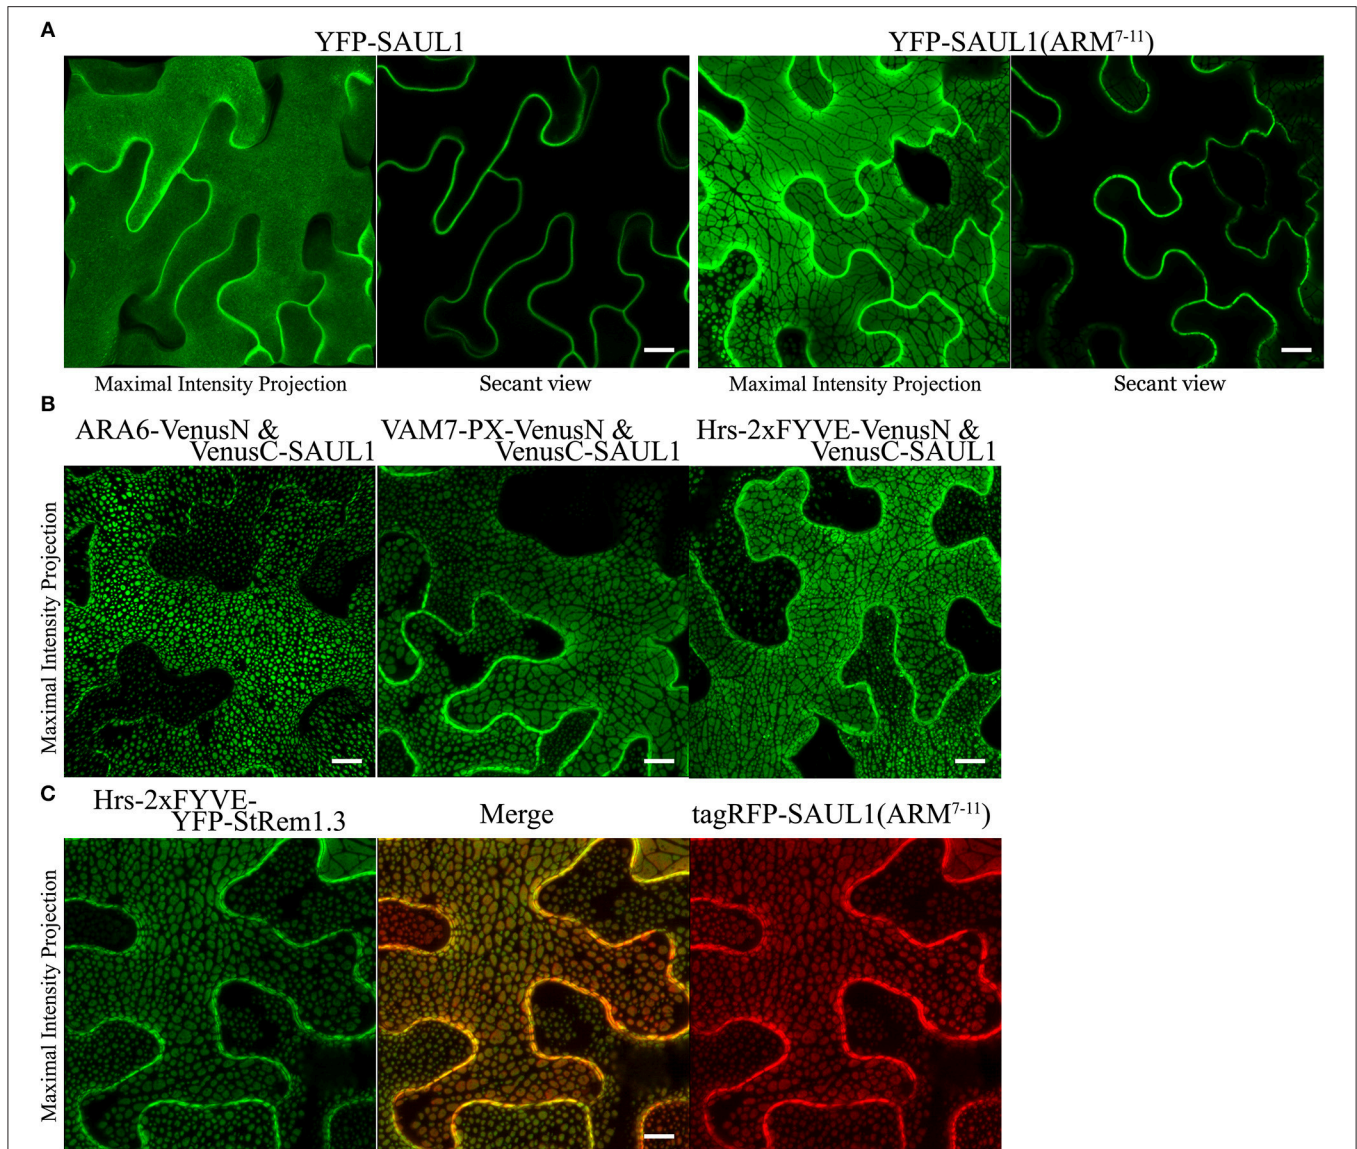 A
YFP-SAUL1
YFP-SAUL1(ARM⁷⁻¹¹)
Maximal Intensity Projection
Secant view
Maximal Intensity Projection
Secant view
B
ARA6-VenusN &
VenusC-SAUL1
VAM7-PX-VenusN &
VenusC-SAUL1
Hrs-2xFYVE-VenusN &
VenusC-SAUL1
Maximal Intensity Projection
C
Hrs-2xFYVE-
YFP-StRem1.3
Merge
tagRFP-SAUL1(ARM⁷⁻¹¹)
Maximal Intensity Projection